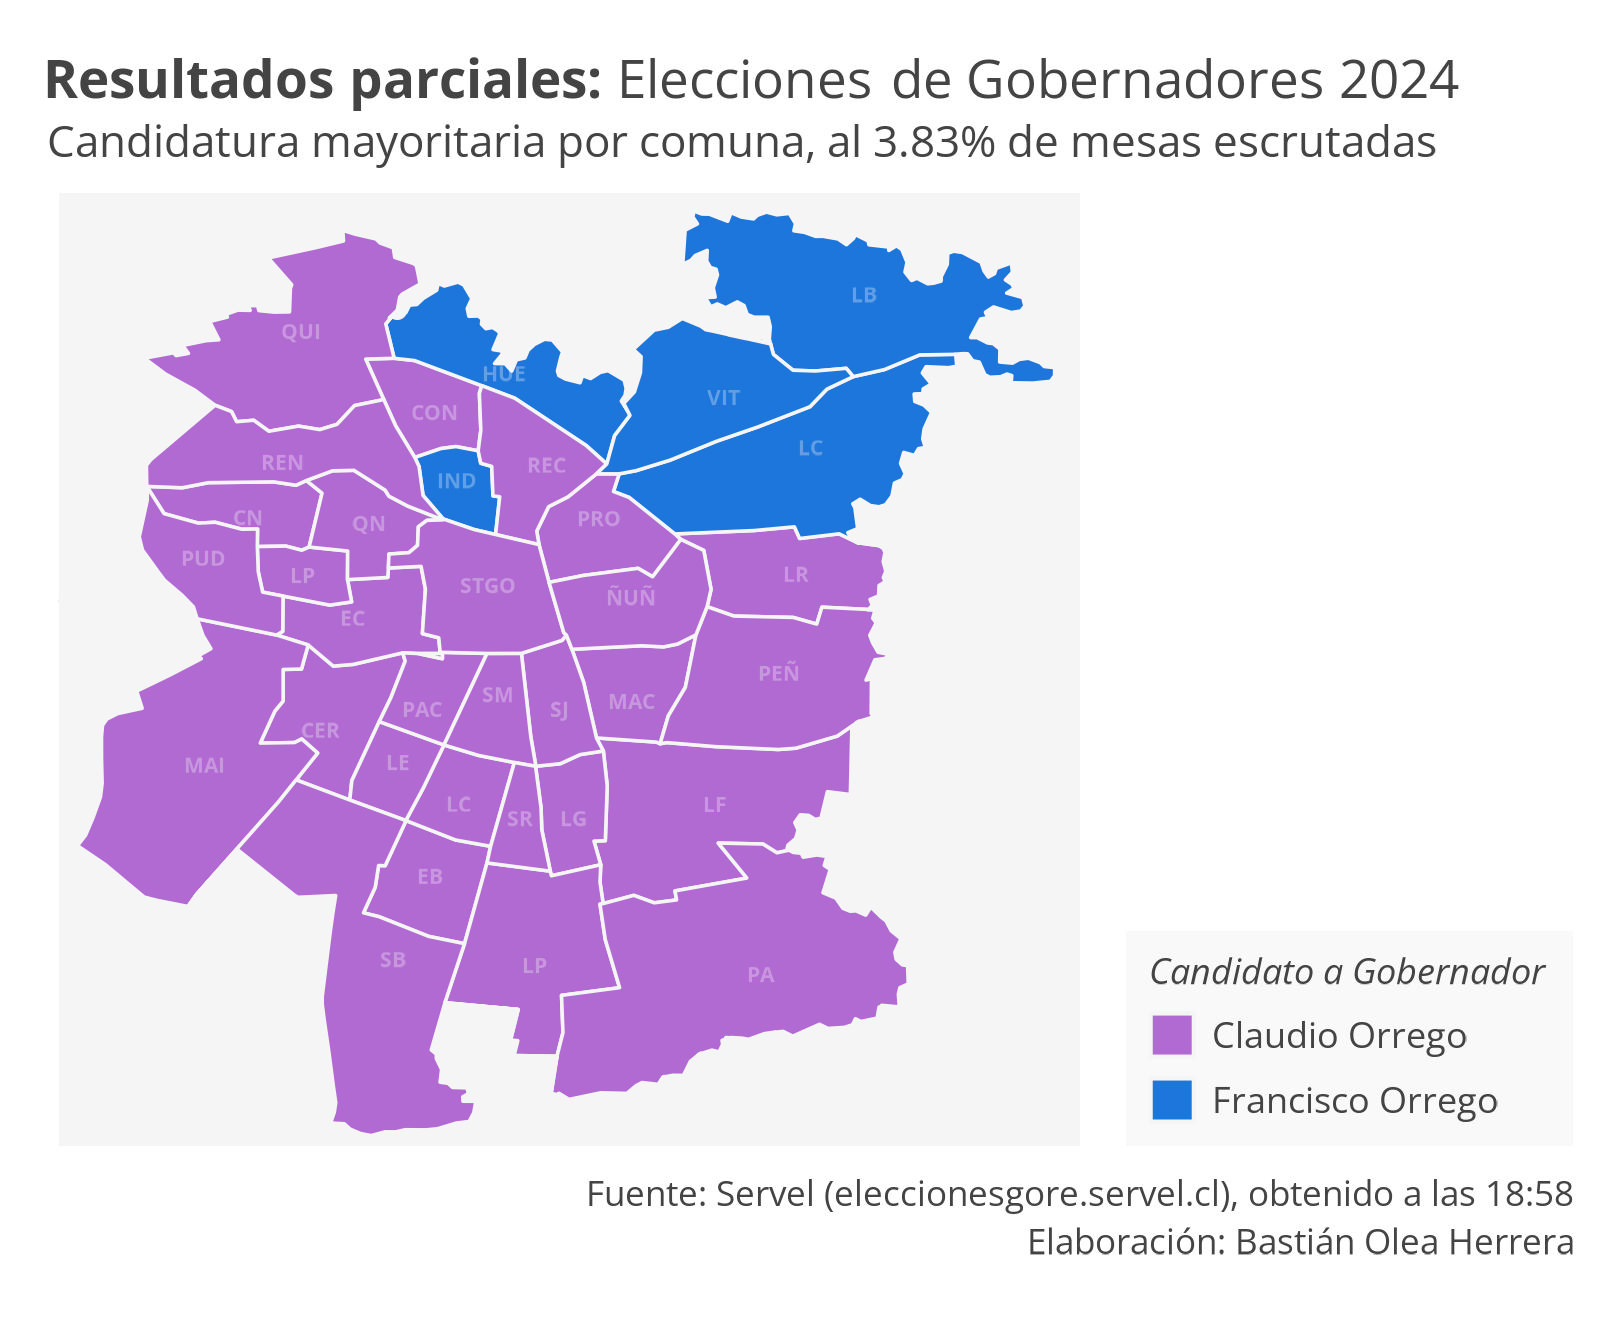 Resultados parciales: Elecciones de Gobernadores 2024
Candidatura mayoritaria por comuna, al 3.83% de mesas escrutadas
LB
QUI
HUE
VIT
CON
LC
REN
REC
IND
CN
QN
PRO
PUD
LP
STGO
LR
ÑUÑ
EC
PEÑ
SM
MAC
PAC
SJ
CER
LE
MAI
LC
LF
SR
LG
EB
SB
LP
PA
Candidato a Gobernador
Claudio Orrego
Francisco Orrego
Fuente: Servel (eleccionesgore.servel.cl), obtenido a las 18:58
Elaboración: Bastián Olea Herrera